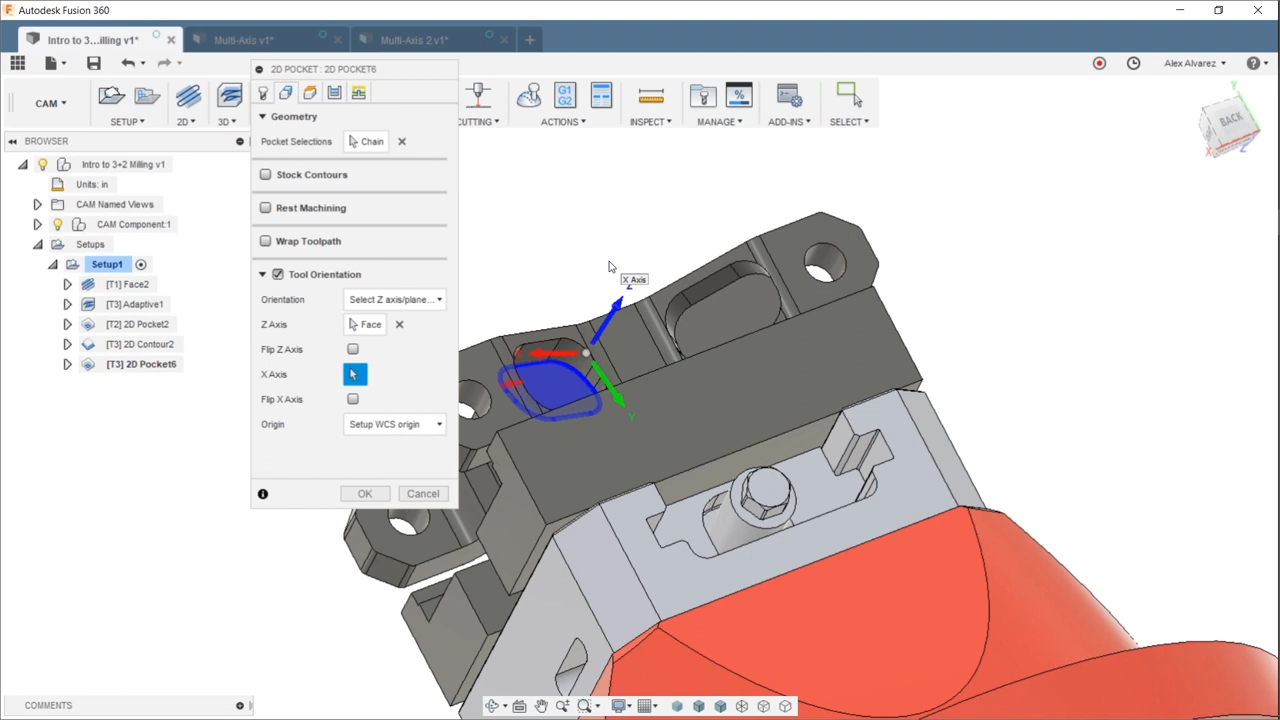 Autodesk Fusion 360
Intro to 3...illing v1*
Multi-Axis v1*
Multi-Axis 2 v1*
Alex Alvarez
CAM
SETUP
2D
3D
CUTTING
ACTIONS
G1
G2
INSPECT
MANAGE
ADD-INS
SELECT
BROWSER
Intro to 3+2 Milling v1
Units: in
CAM Named Views
CAM Component:1
Setups
Setup1
[T1] Face2
[T3] Adaptive1
[T2] 2D Pocket2
[T3] 2D Contour2
[T3] 2D Pocket6
2D POCKET : 2D POCKET6
Geometry
Pocket Selections
Chain
Stock Contours
Rest Machining
Wrap Toolpath
Tool Orientation
Orientation
Select Z axis/plane...
Z Axis
Face
Flip Z Axis
X Axis
Flip X Axis
Origin
Setup WCS origin
OK
Cancel
X Axis
Z
Y
BACK
Y
X
Z
COMMENTS